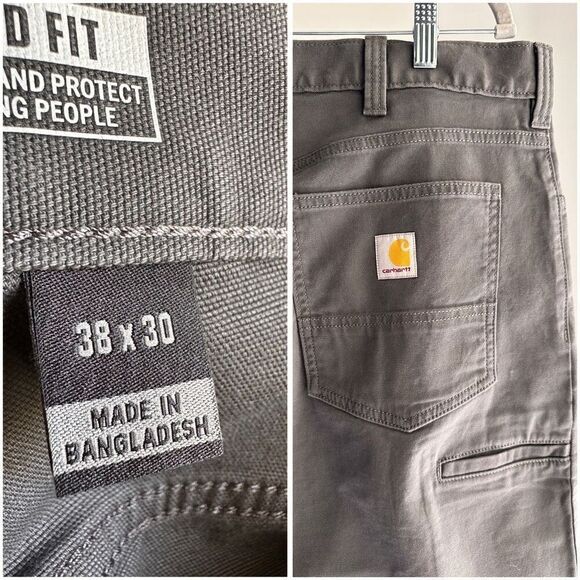 D FIT
AND PROTECT
NG PEOPLE
38 x 30
MADE IN
BANGLADESH
carhartt